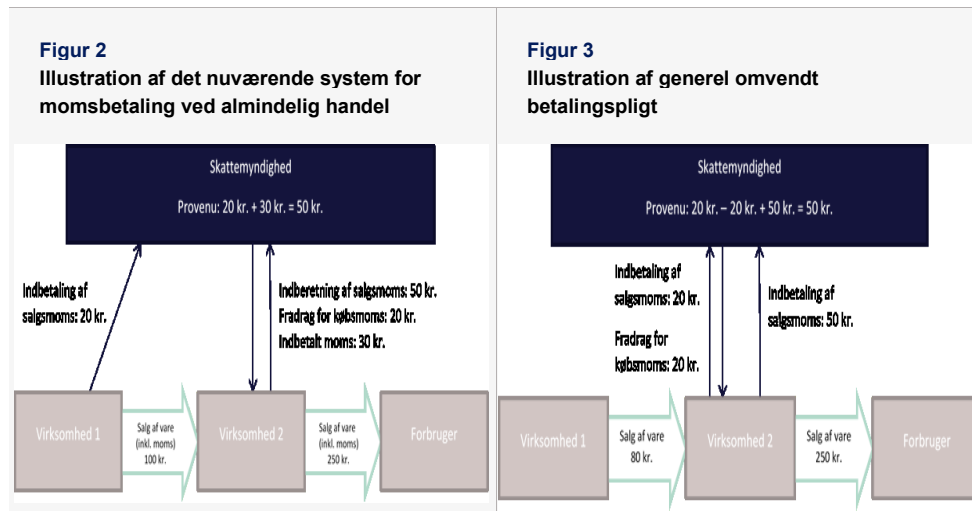 Figur 2
Illustration af det nuværende system for
momsbetaling ved almindelig handel
Skattemyndighed
Provenu: 20 kr. + 30 kr. = 50 kr.
Indbetaling af
salgsmoms: 20 kr.
Indberetning af salgsmoms: 50 kr.
Fradrag for købsmoms: 20 kr.
Indbetalt moms: 30 kr.
Virksomhed 1
Salg af vare
(inkl. moms)
100 kr.
Virksomhed 2
Salg af vare
(inkl. moms)
250 kr.
Forbruger
Figur 3
Illustration af generel omvendt
betalingspligt
Skattemyndighed
Provenu: 20 kr. – 20 kr. + 50 kr. = 50 kr.
Indbetaling af
salgsmoms: 20 kr.
Fradrag for
købsmoms: 20 kr.
Indbetaling af
salgsmoms: 50 kr.
Virksomhed 1
Salg af vare
80 kr.
Virksomhed 2
Salg af vare
250 kr.
Forbruger